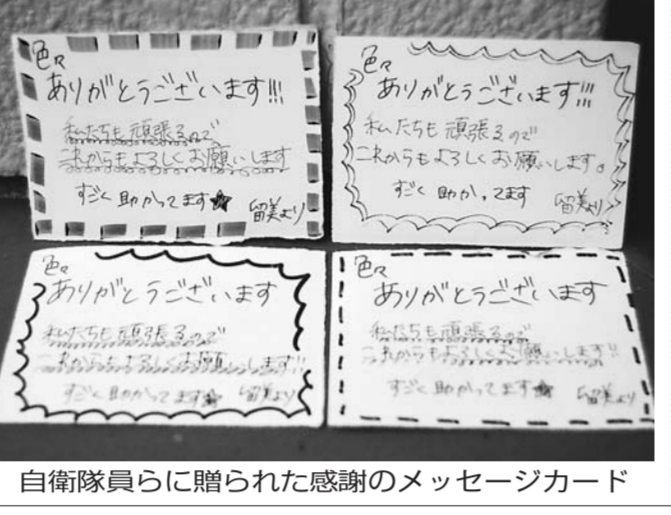 色々
ありがとうございます!!!
私たちも頑張るので
これからもよろしくお願いします
すごく助かってます★
留美より
色々
ありがとうございます!!!
私たちも頑張るので
これからもよろしくお願いします。
すごく助かってます
留美より
色々
ありがとうございます
私たちも頑張るので
これからもよろしくお願いします!!
すごく助かってます★
留美より
色々
ありがとうございます
私たちも頑張るので
これからもよろしくお願いします!!
すごく助かってます★
留美より
自衛隊員らに贈られた感謝のメッセージカード